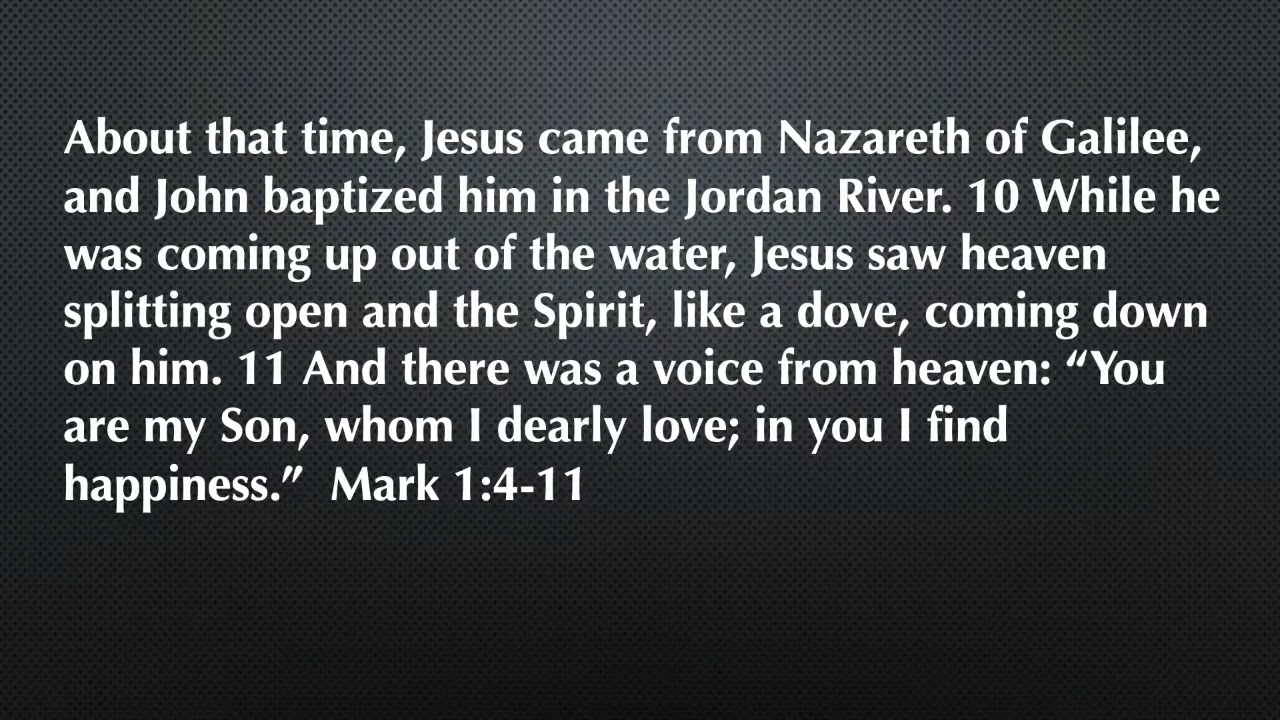 About that time, Jesus came from Nazareth of Galilee,
and John baptized him in the Jordan River. 10 While he
was coming up out of the water, Jesus saw heaven
splitting open and the Spirit, like a dove, coming down
on him. 11 And there was a voice from heaven: “You
are my Son, whom I dearly love; in you I find
happiness.”  Mark 1:4-11